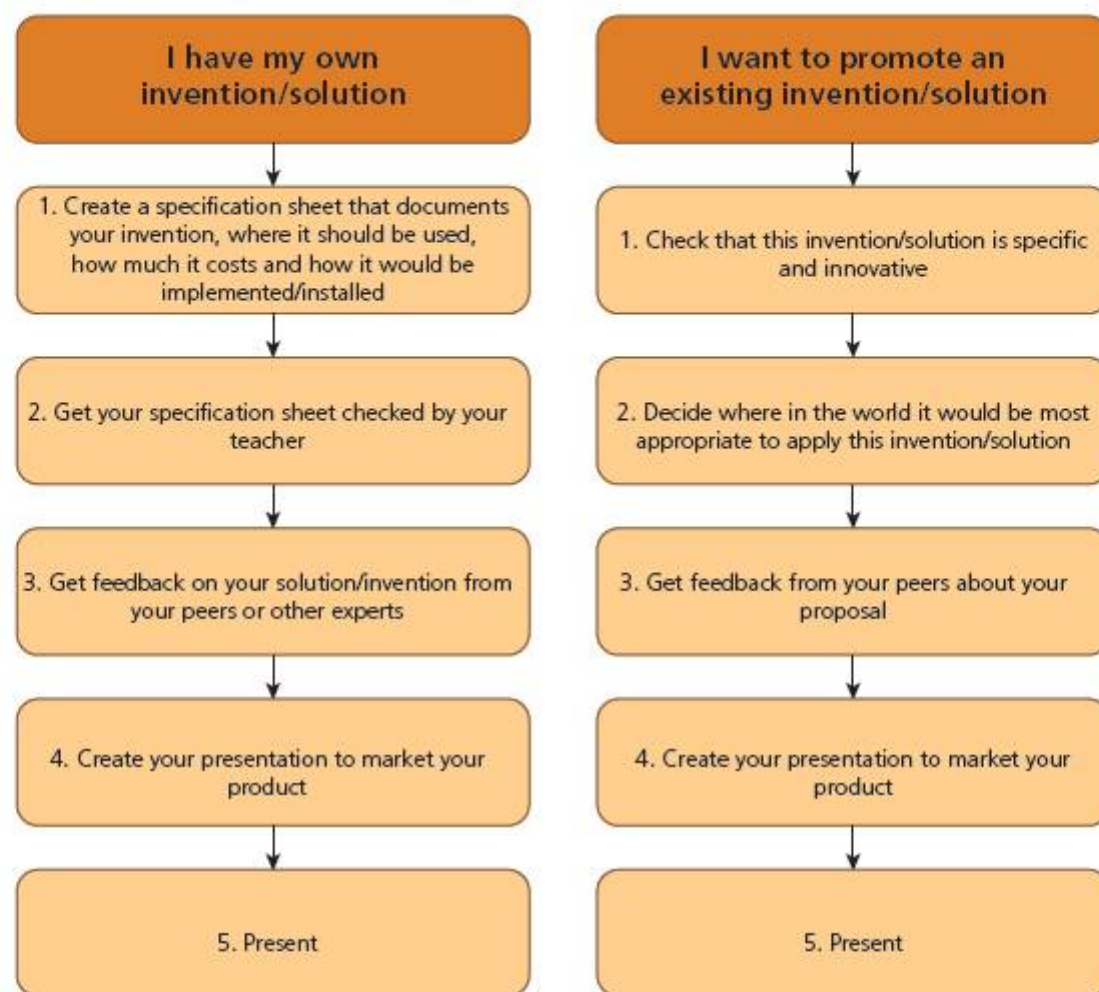 I have my own
invention/solution
1. Create a specification sheet that documents
your invention, where it should be used,
how much it costs and how it would be
implemented/installed
2. Get your specification sheet checked by your
teacher
3. Get feedback on your solution/invention from
your peers or other experts
4. Create your presentation to market your
product
5. Present
I want to promote an
existing invention/solution
1. Check that this invention/solution is specific
and innovative
2. Decide where in the world it would be most
appropriate to apply this invention/solution
3. Get feedback from your peers about your
proposal
4. Create your presentation to market your
product
5. Present